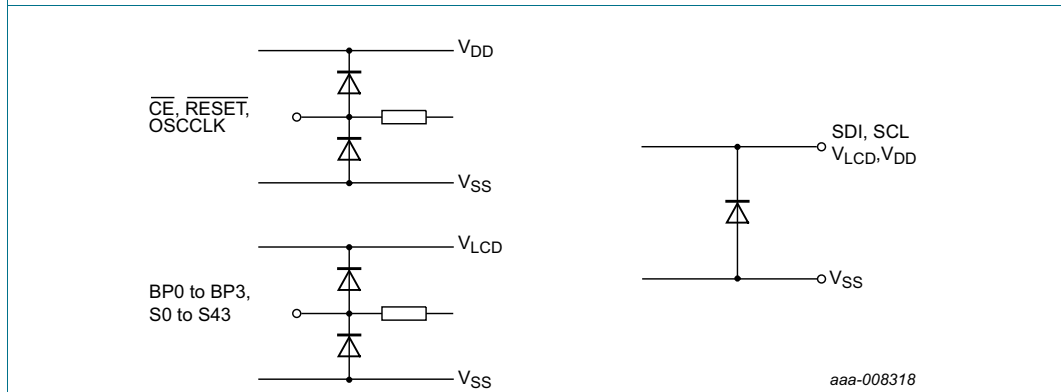 VDD
CE, RESET,
OSCCLK
VSS
VLCD
BP0 to BP3,
S0 to S43
VSS
SDI, SCL
VLCD,VDD
VSS
aaa-008318